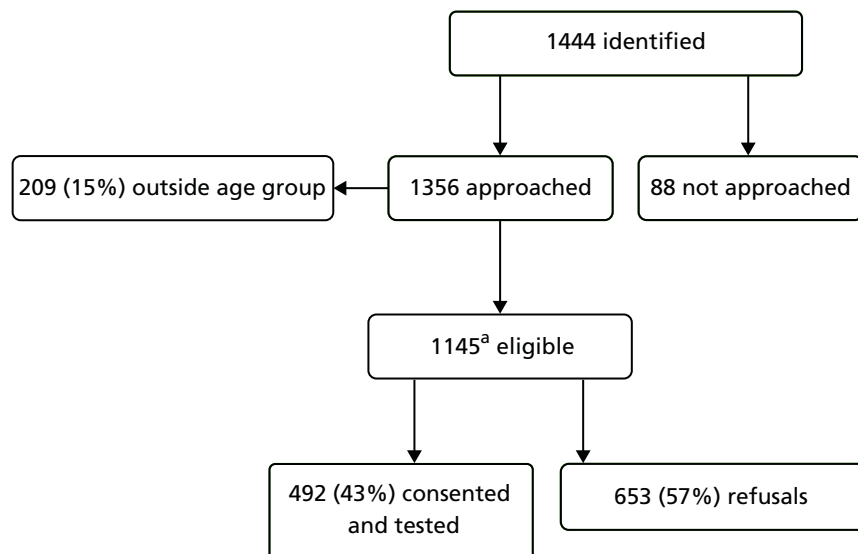 1444 identified
209 (15%) outside age group
1356 approached
88 not approached
1145ᵃ eligible
492 (43%) consented
and tested
653 (57%) refusals